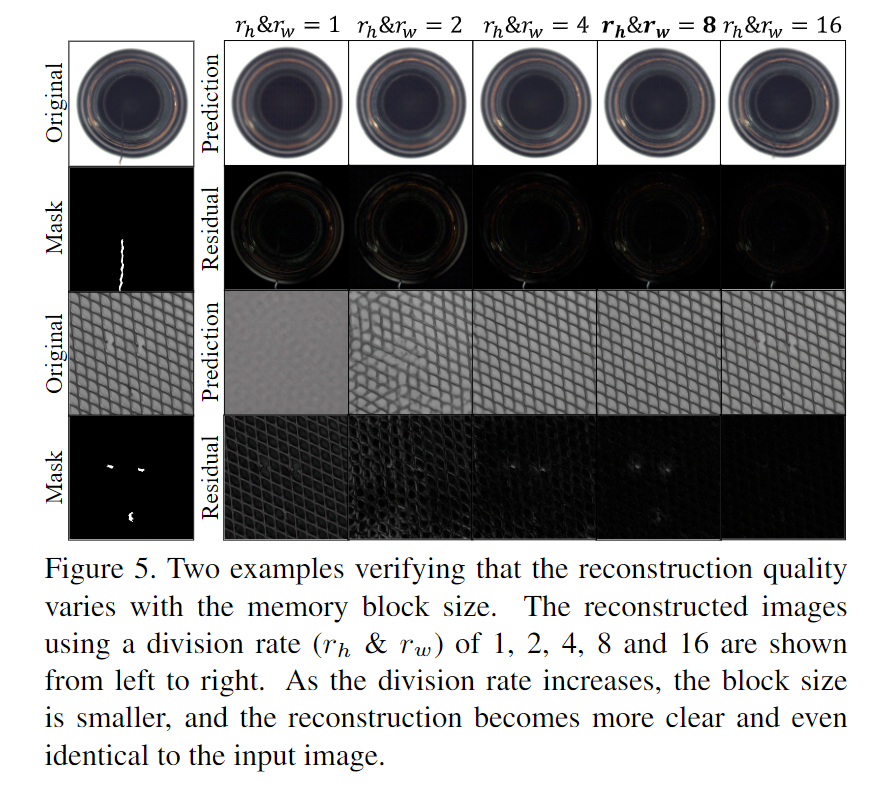 r_h&r_w = 1 r_h&r_w = 2 r_h&r_w = 4 r_h&r_w = 8 r_h&r_w = 16
Original
Prediction
Mask
Residual
Original
Prediction
Mask
Residual
Figure 5. Two examples verifying that the reconstruction quality
varies with the memory block size. The reconstructed images
using a division rate (r_h & r_w) of 1, 2, 4, 8 and 16 are shown
from left to right. As the division rate increases, the block size
is smaller, and the reconstruction becomes more clear and even
identical to the input image.